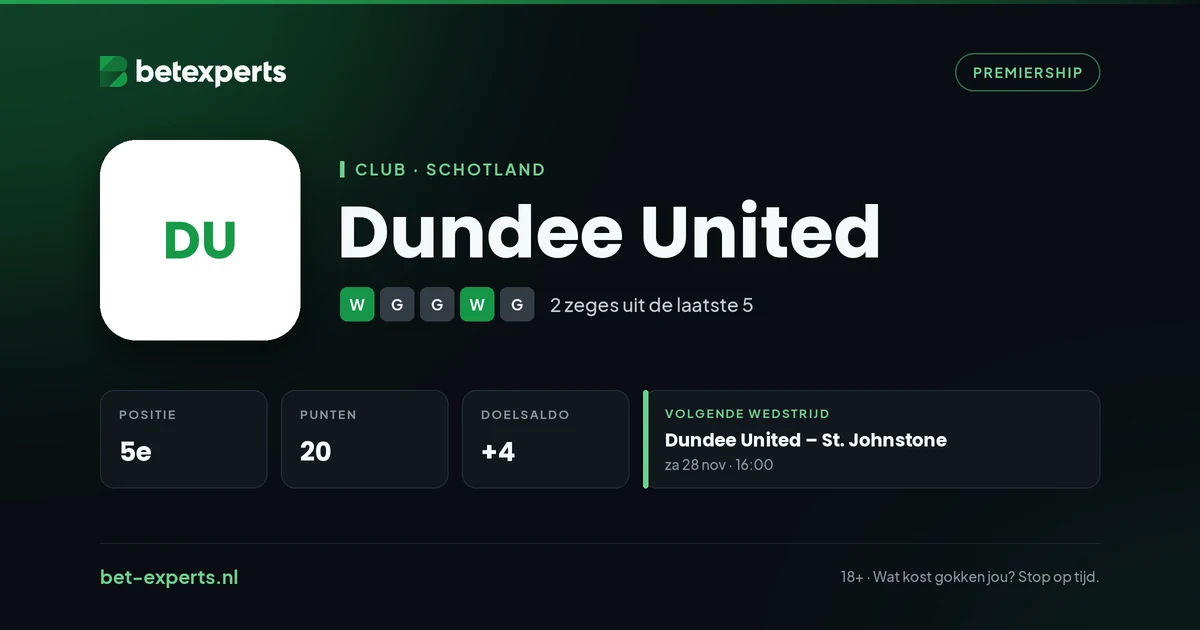 betexperts
PREMIERSHIP
DU
CLUB · SCHOTLAND
Dundee United
W G G W G 2 zeges uit de laatste 5
POSITIE
5e
PUNTEN
20
DOELSALDO
+4
VOLGENDE WEDSTRIJD
Dundee United – St. Johnstone
za 28 nov · 16:00
bet-experts.nl
18+ · Wat kost gokken jou? Stop op tijd.